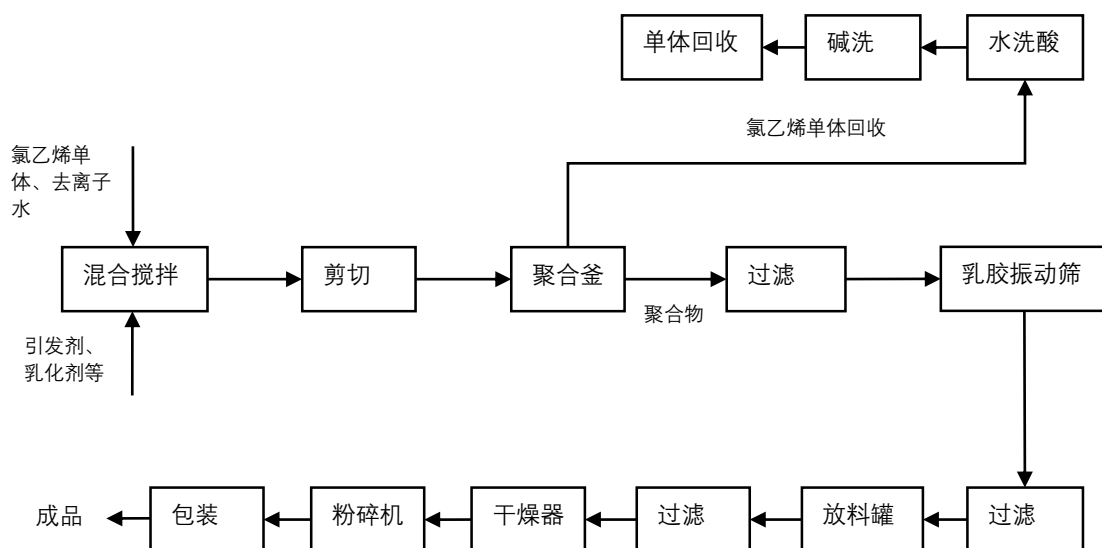 单体回收
碱洗
水洗酸
氯乙烯单体回收
氯乙烯单
体、去离子
水
混合搅拌
剪切
聚合釜
过滤
乳胶振动筛
聚合物
引发剂、
乳化剂等
成品
包装
粉碎机
干燥器
过滤
放料罐
过滤